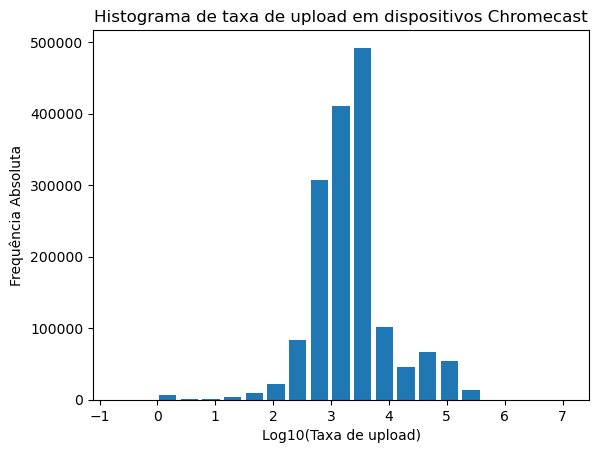 Histograma de taxa de upload em dispositivos Chromecast
500000
400000
300000
200000
100000
0
Frequência Absoluta
−1 0 1 2 3 4 5 6 7
Log10(Taxa de upload)